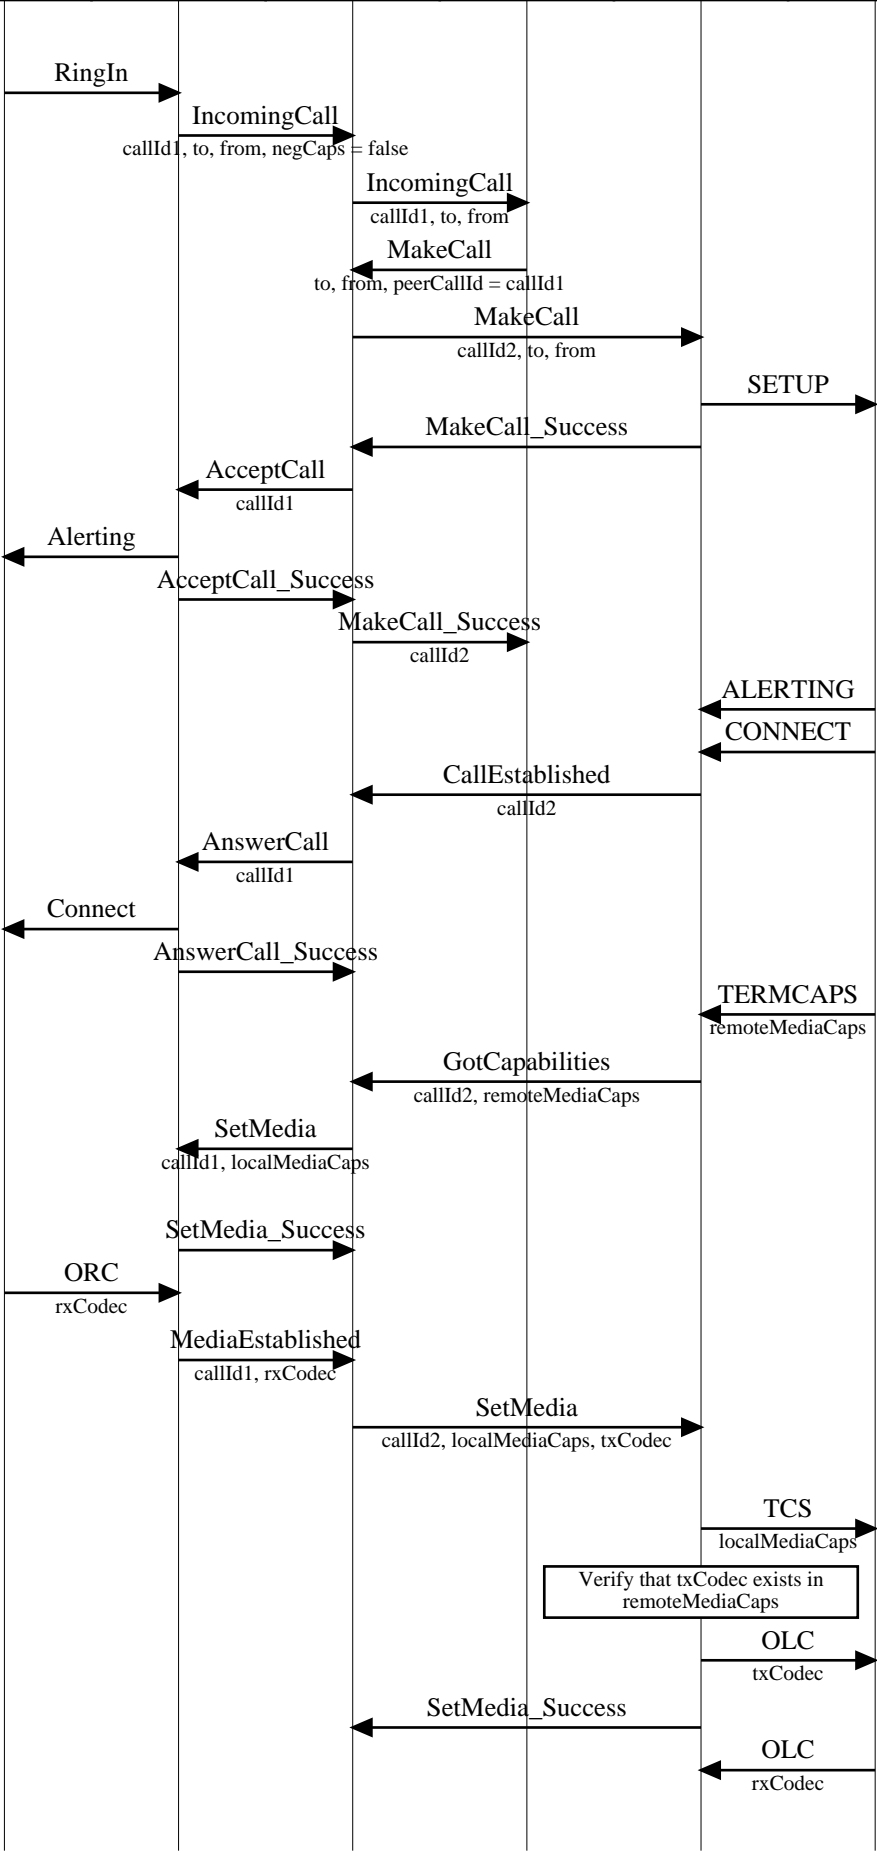 RingIn
IncomingCall
callId1, to, from, negCaps = false
IncomingCall
callId1, to, from
MakeCall
to, from, peerCallId = callId1
MakeCall
callId2, to, from
SETUP
MakeCall_Success
AcceptCall
callId1
Alerting
AcceptCall_Success
MakeCall_Success
callId2
ALERTING
CONNECT
CallEstablished
callId2
AnswerCall
callId1
Connect
AnswerCall_Success
TERMCAPS
remoteMediaCaps
GotCapabilities
callId2, remoteMediaCaps
SetMedia
callId1, localMediaCaps
SetMedia_Success
ORC
rxCodec
MediaEstablished
callId1, rxCodec
SetMedia
callId2, localMediaCaps, txCodec
TCS
localMediaCaps
Verify that txCodec exists in
remoteMediaCaps
OLC
txCodec
SetMedia_Success
OLC
rxCodec